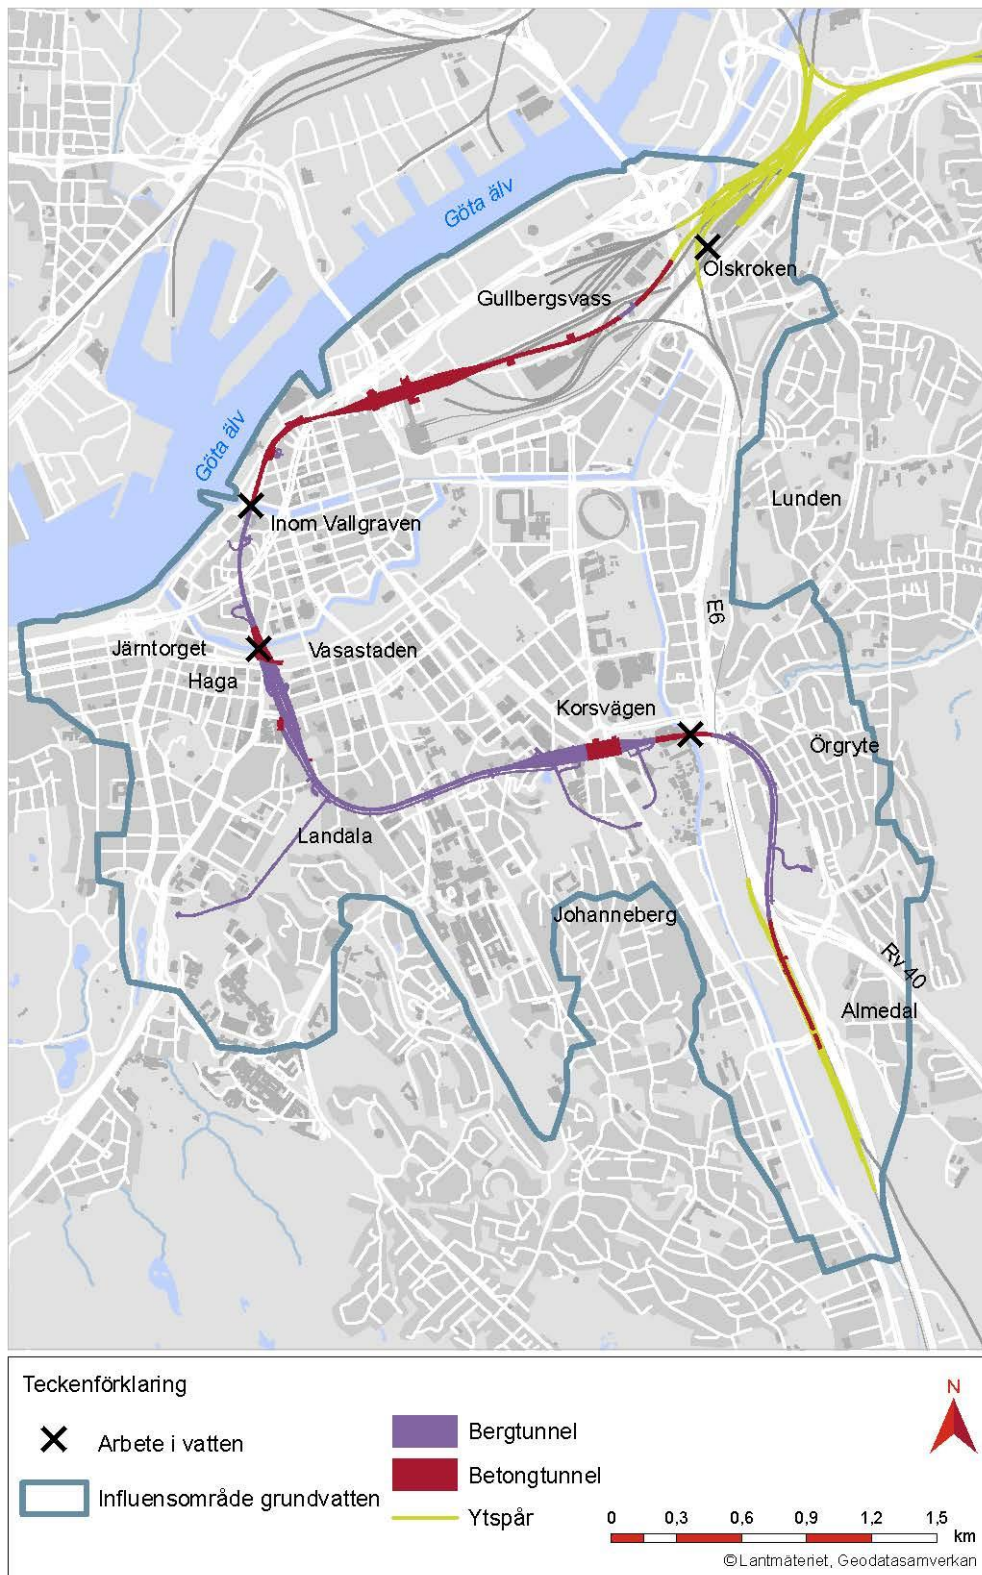 Göta älv
Olskroken
Gullbergsvass
Göta älv
Lunden
Inom Vallgraven
E6
Järntorget
Vasastaden
Haga
Korsvägen
Örgryte
Landala
Johanneberg
Rv 40
Almedal
Teckenförklaring
Arbete i vatten
Influensområde grundvatten
Bergtunnel
Betongtunnel
Ytspår
N
0 0,3 0,6 0,9 1,2 1,5
km
©Lantmäteriet, Geodatasamverkan